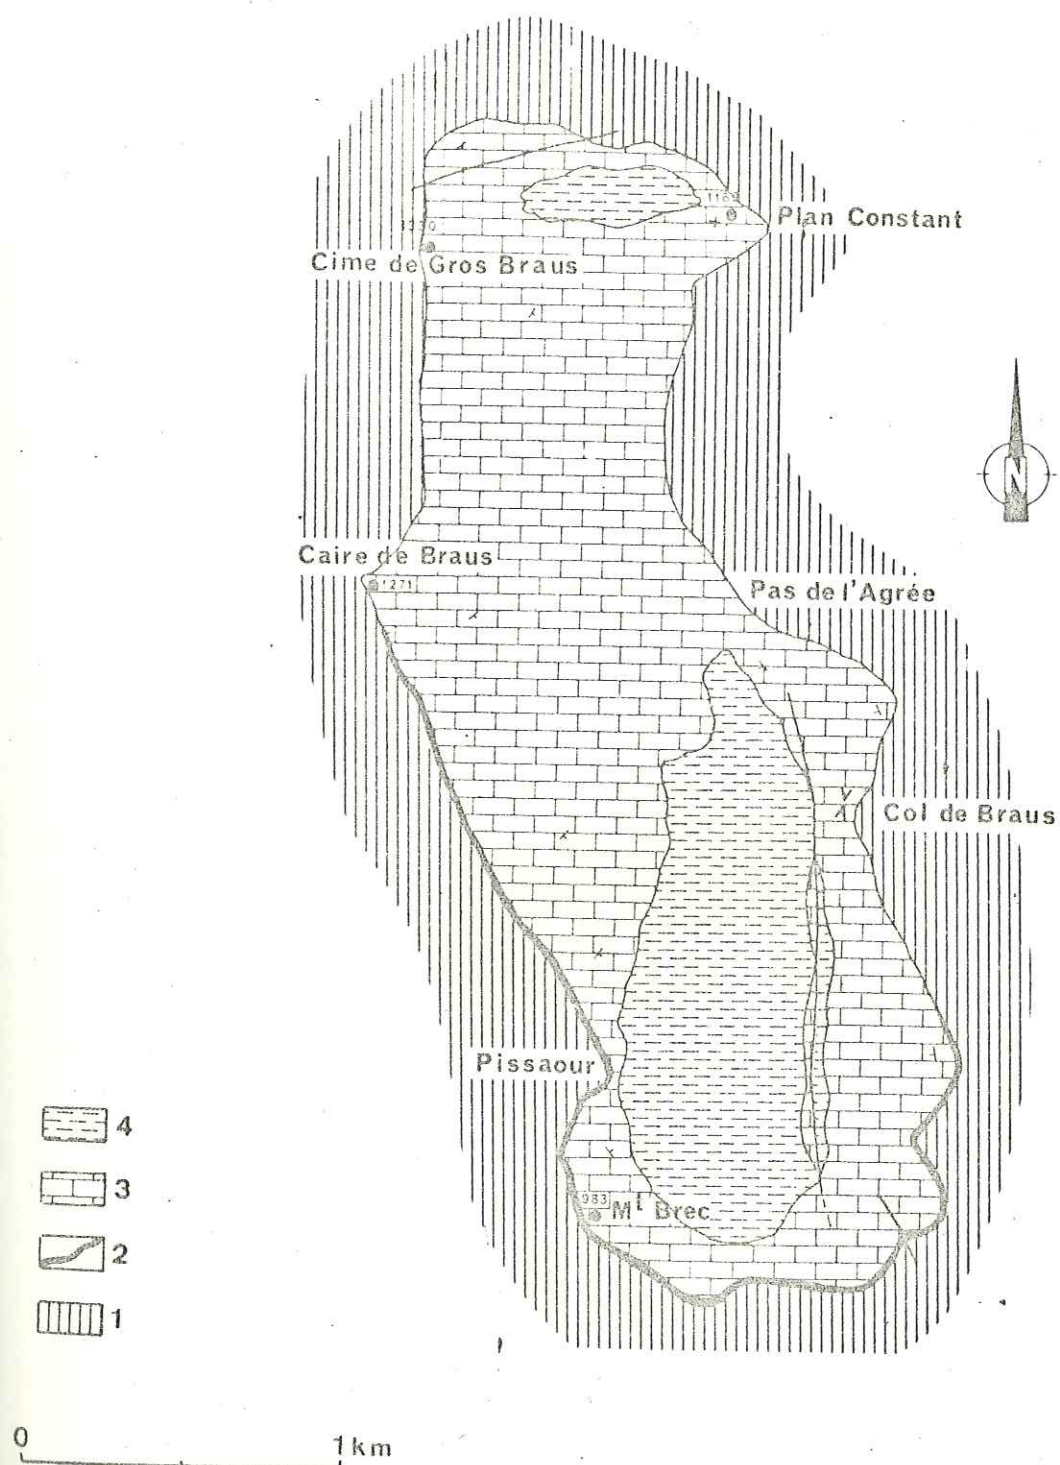 Plan Constant
Cime de Gros Braus
N
Caire de Braus
1271
Pas de l'Agrée
Col de Braus
Pissaour
983
Mt Brec
4
3
2
1
0
1 km